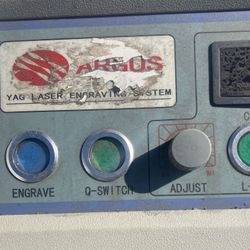 ARGUS
YAG LASER ENGRAVING SYSTEM
C
ENGRAVE Q-SWITCH ADJUST L-